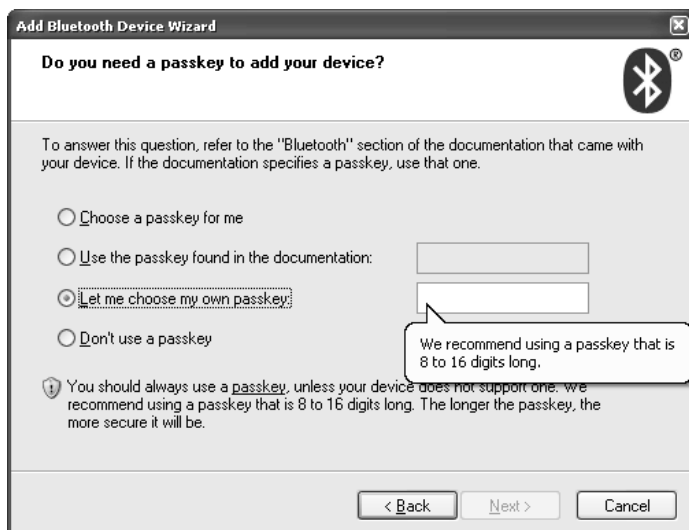 Add Bluetooth Device Wizard
Do you need a passkey to add your device?
®
To answer this question, refer to the "Bluetooth" section of the documentation that came with
your device. If the documentation specifies a passkey, use that one.
Choose a passkey for me
Use the passkey found in the documentation:
Let me choose my own passkey:
Don't use a passkey
We recommend using a passkey that is
8 to 16 digits long.
You should always use a passkey, unless your device does not support one. We
recommend using a passkey that is 8 to 16 digits long. The longer the passkey, the
more secure it will be.
< Back Next > Cancel